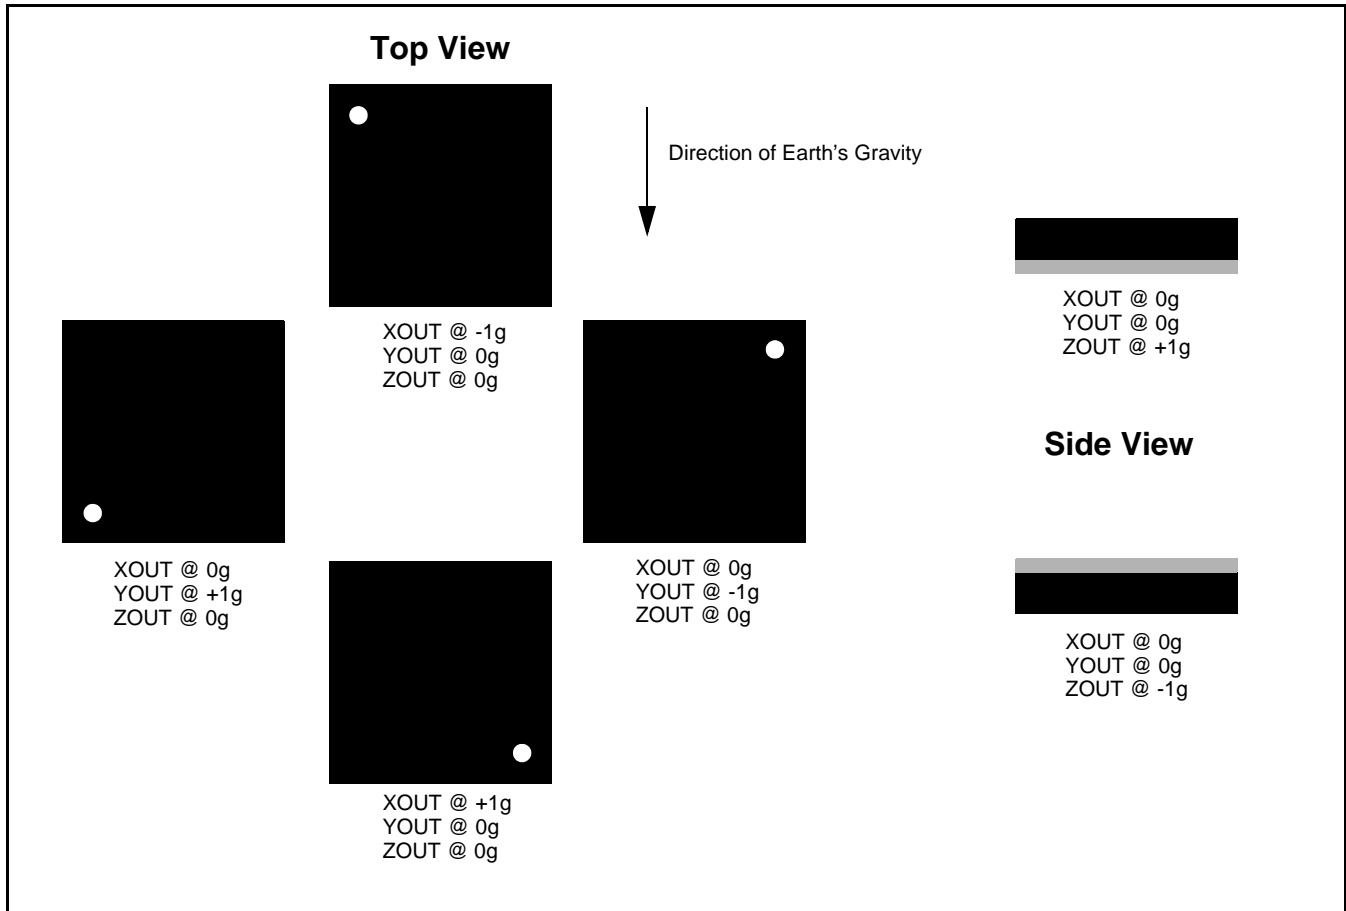 Top View
Direction of Earth's Gravity
XOUT @ -1g
YOUT @ 0g
ZOUT @ 0g
XOUT @ 0g
YOUT @ +1g
ZOUT @ 0g
XOUT @ 0g
YOUT @ -1g
ZOUT @ 0g
XOUT @ +1g
YOUT @ 0g
ZOUT @ 0g
XOUT @ 0g
YOUT @ 0g
ZOUT @ +1g
Side View
XOUT @ 0g
YOUT @ 0g
ZOUT @ -1g